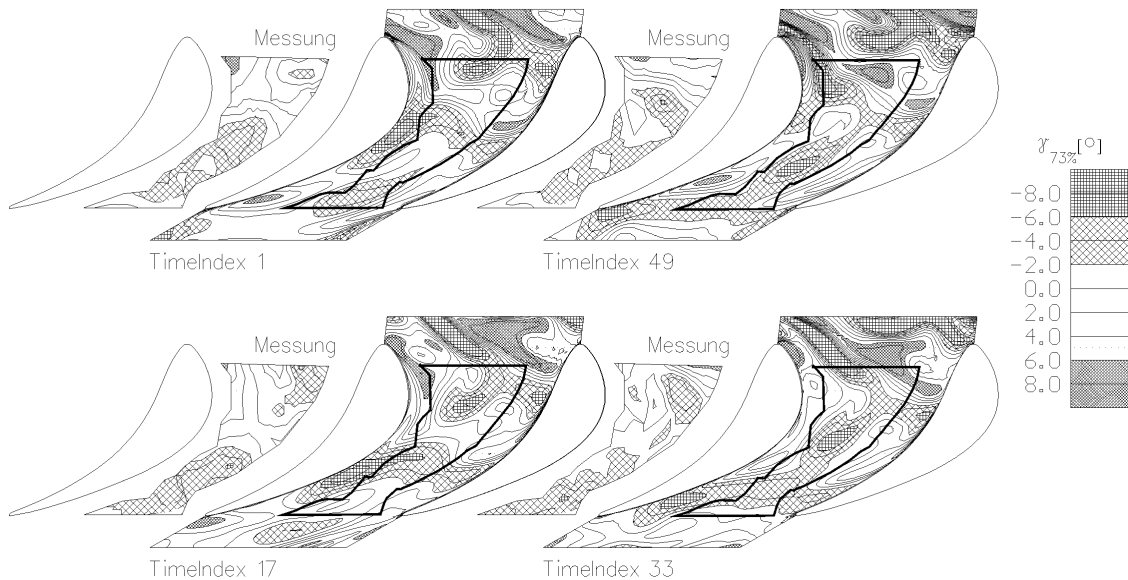 Messung
Messung
γ73%[°]
-8.0
-6.0
-4.0
-2.0
0.0
2.0
4.0
6.0
8.0
TimeIndex 1
TimeIndex 49
Messung
Messung
TimeIndex 17
TimeIndex 33